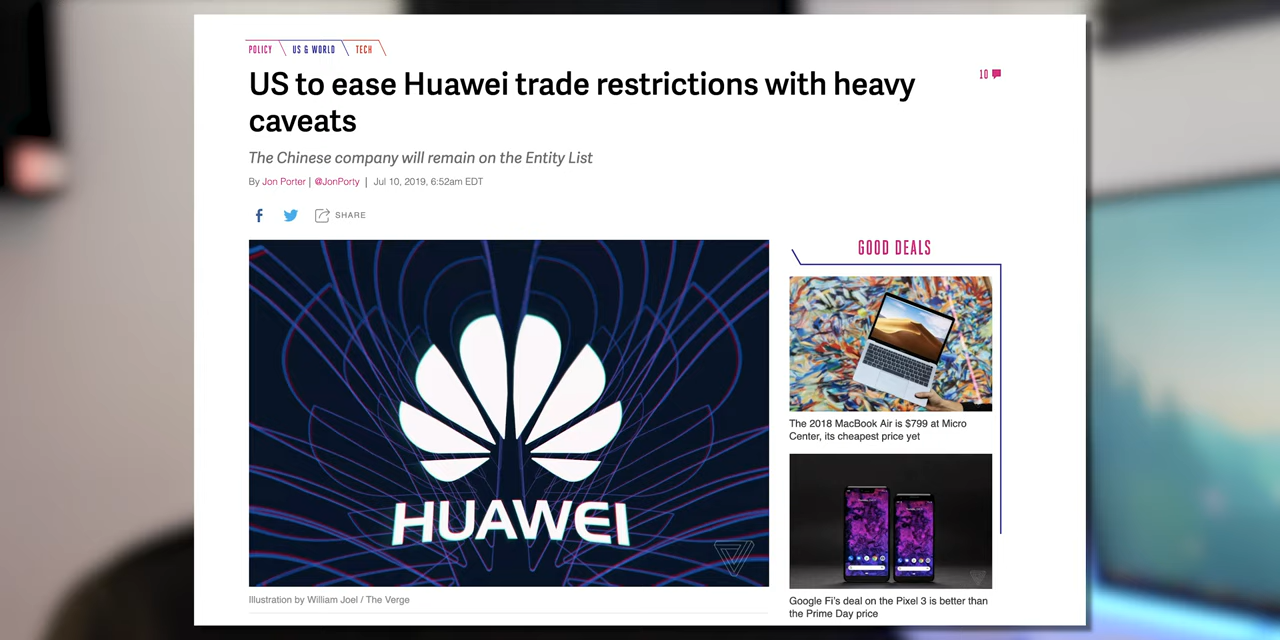 POLICY US & WORLD TECH
US to ease Huawei trade restrictions with heavy
caveats
10
The Chinese company will remain on the Entity List
By Jon Porter | @JonPorty | Jul 10, 2019, 6:52am EDT
SHARE
HUAWEI
Illustration by William Joel / The Verge
GOOD DEALS
The 2018 MacBook Air is $799 at Micro
Center, its cheapest price yet
Google Fi's deal on the Pixel 3 is better than
the Prime Day price